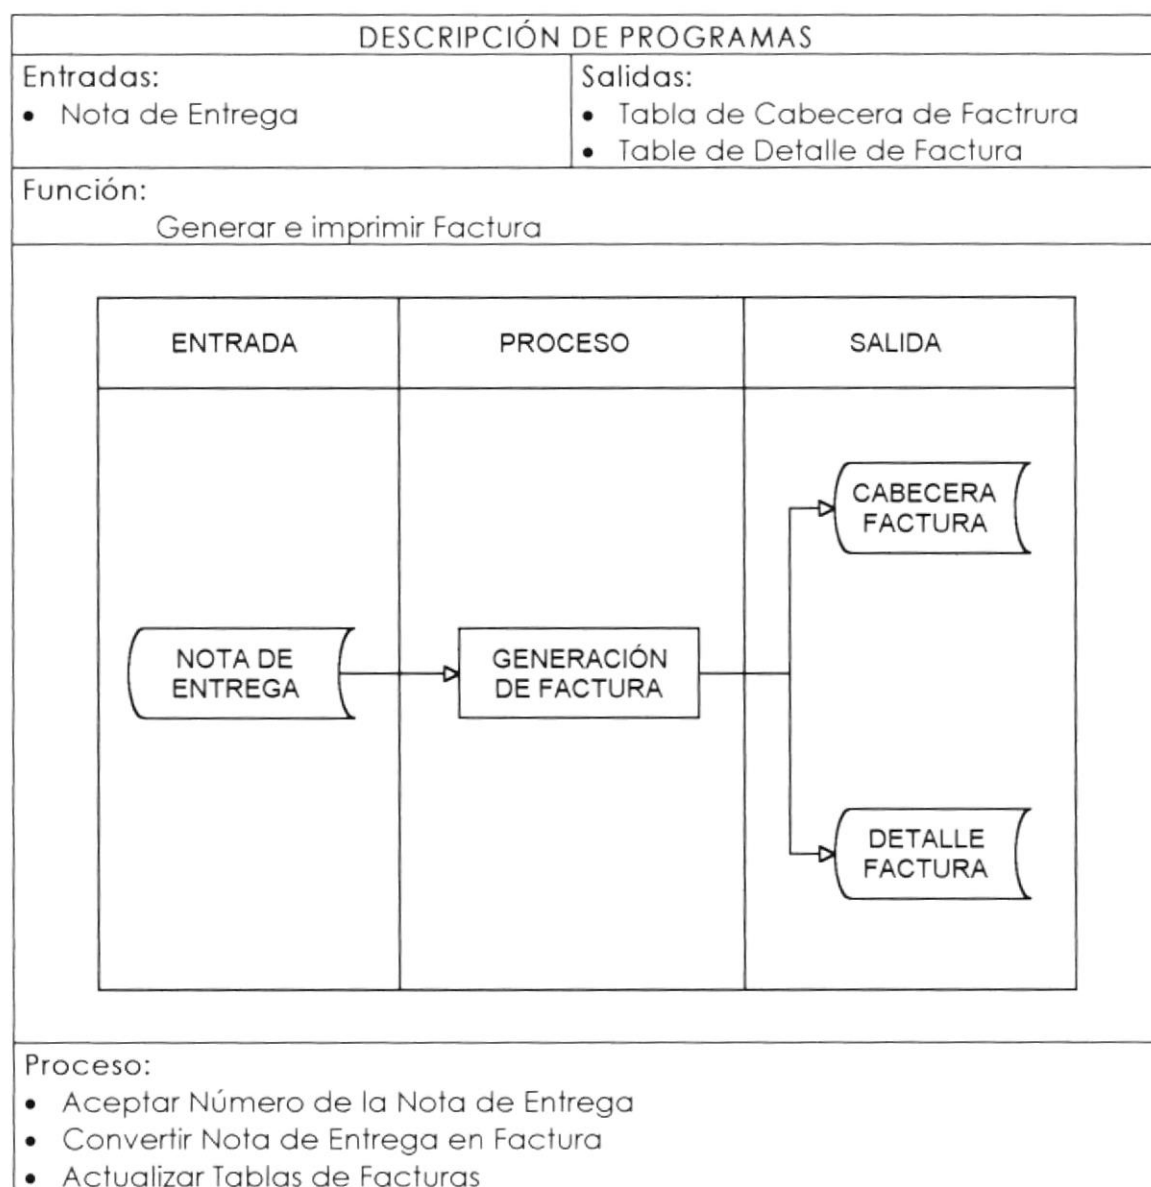 DESCRIPCIÓN DE PROGRAMAS
Entradas:
• Nota de Entrega
Salidas:
• Tabla de Cabecera de Factrura
• Table de Detalle de Factura
Función:
Generar e imprimir Factura
ENTRADA
PROCESO
SALIDA
NOTA DE
ENTREGA
GENERACIÓN
DE FACTURA
CABECERA
FACTURA
DETALLE
FACTURA
Proceso:
• Aceptar Número de la Nota de Entrega
• Convertir Nota de Entrega en Factura
• Actualizar Tablas de Facturas